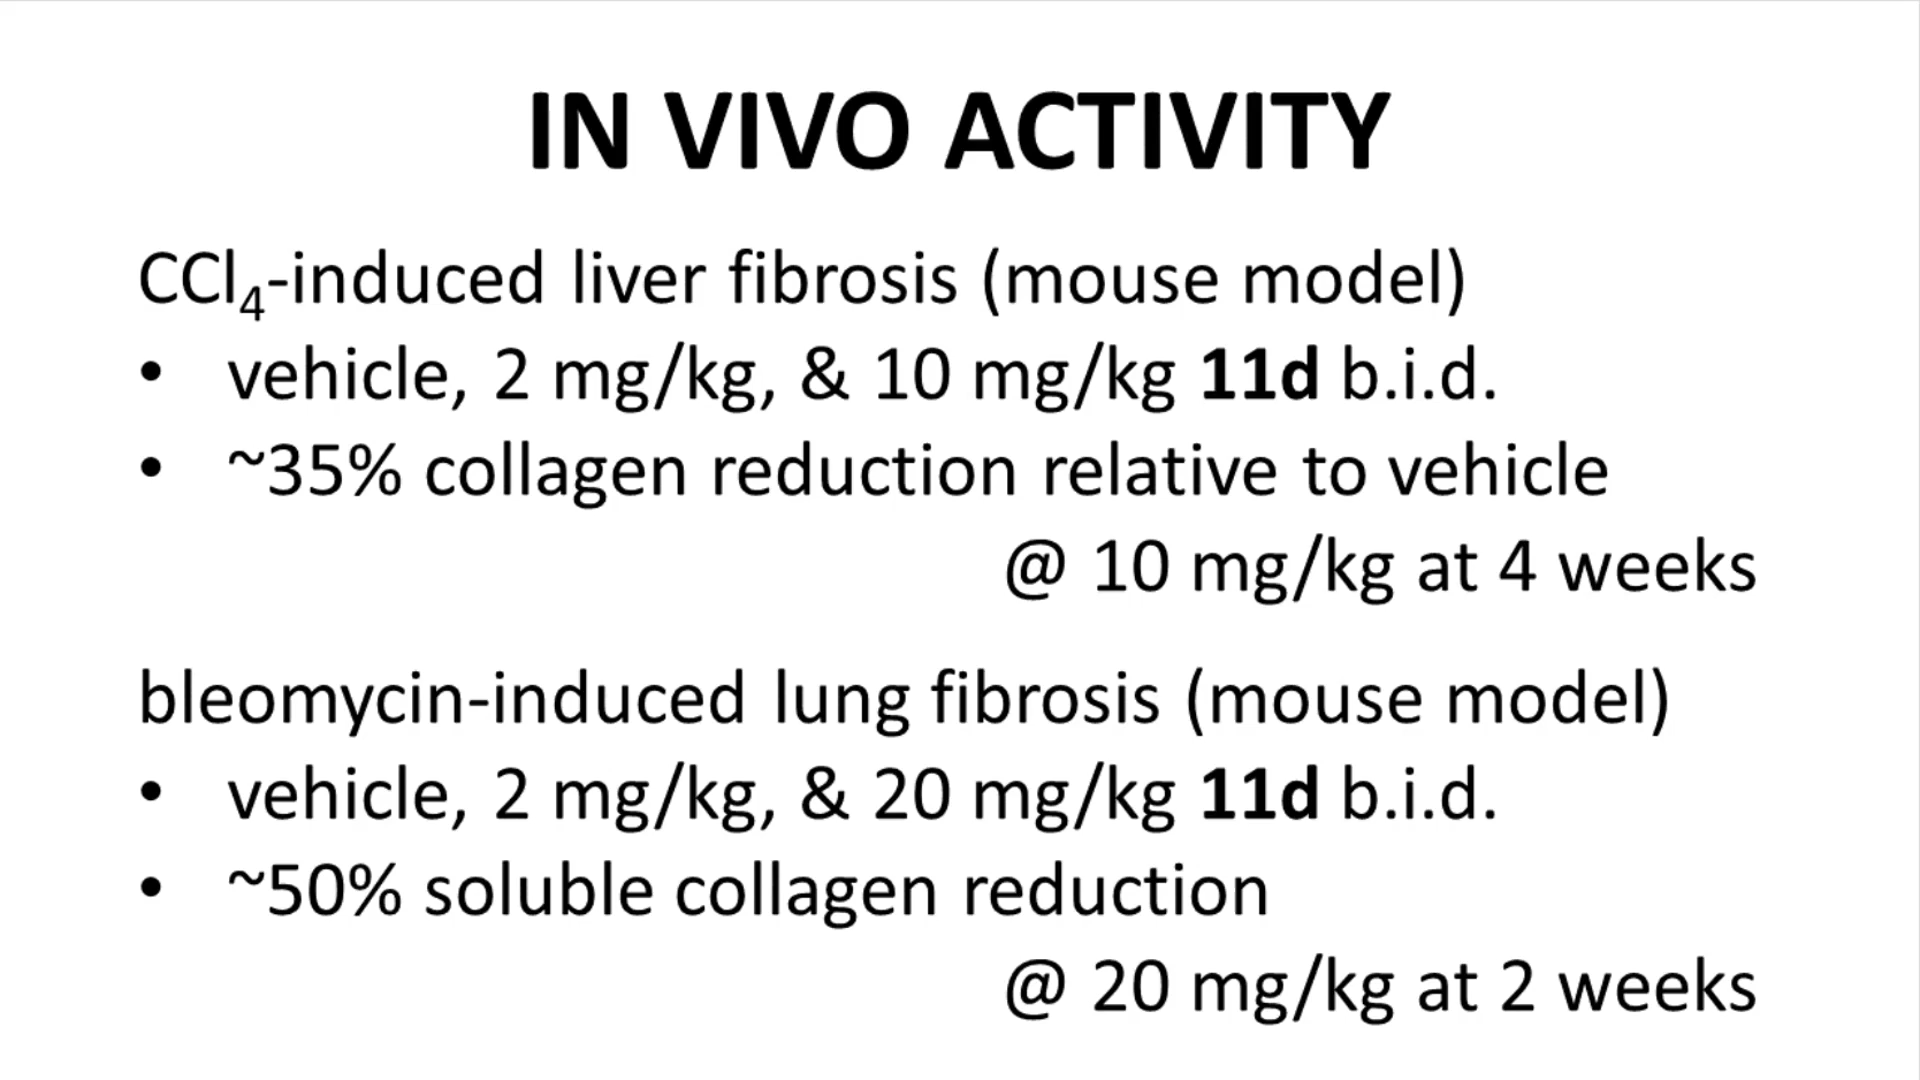 IN VIVO ACTIVITY
CCl₄-induced liver fibrosis (mouse model)
• vehicle, 2 mg/kg, & 10 mg/kg 11d b.i.d.
• ~35% collagen reduction relative to vehicle
@ 10 mg/kg at 4 weeks
bleomycin-induced lung fibrosis (mouse model)
• vehicle, 2 mg/kg, & 20 mg/kg 11d b.i.d.
• ~50% soluble collagen reduction
@ 20 mg/kg at 2 weeks